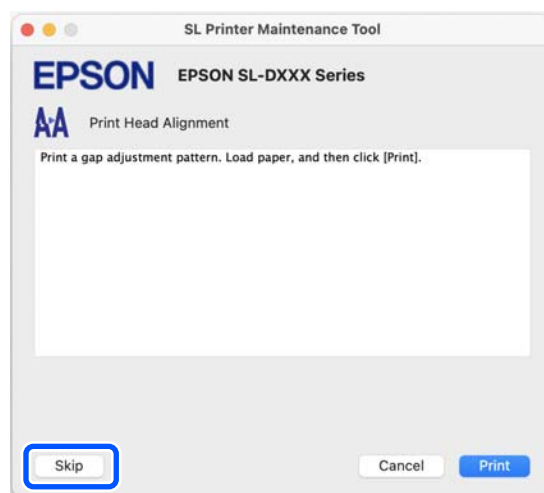 SL Printer Maintenance Tool
EPSON EPSON SL-DXXX Series
A▸A Print Head Alignment
Print a gap adjustment pattern. Load paper, and then click [Print].
Skip Cancel Print